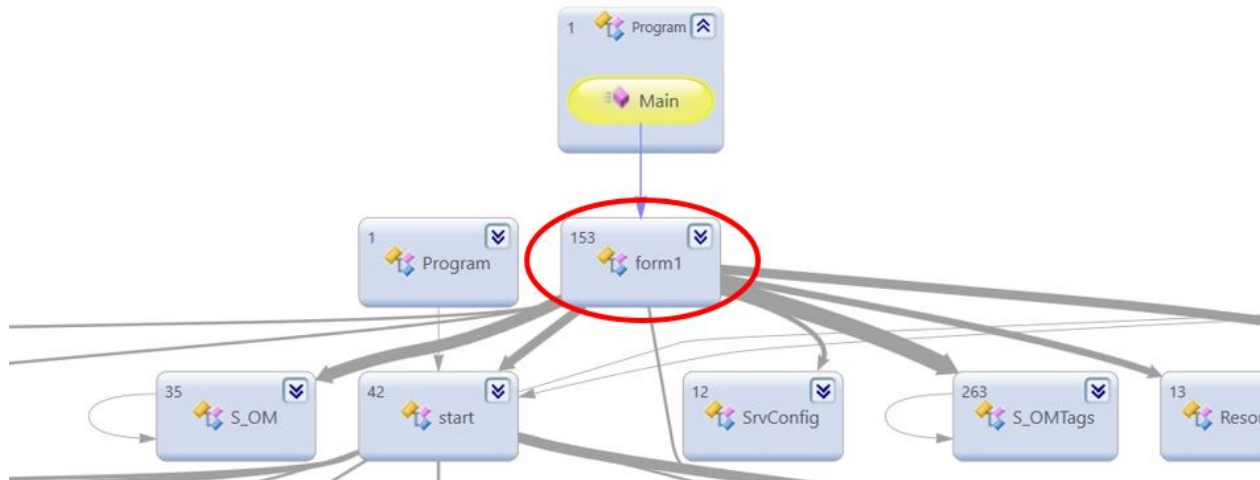 1 Program
Main
1
Program
153
form1
35
S_OM
42
start
12
SrvConfig
263
S_OMTags
13
Resou